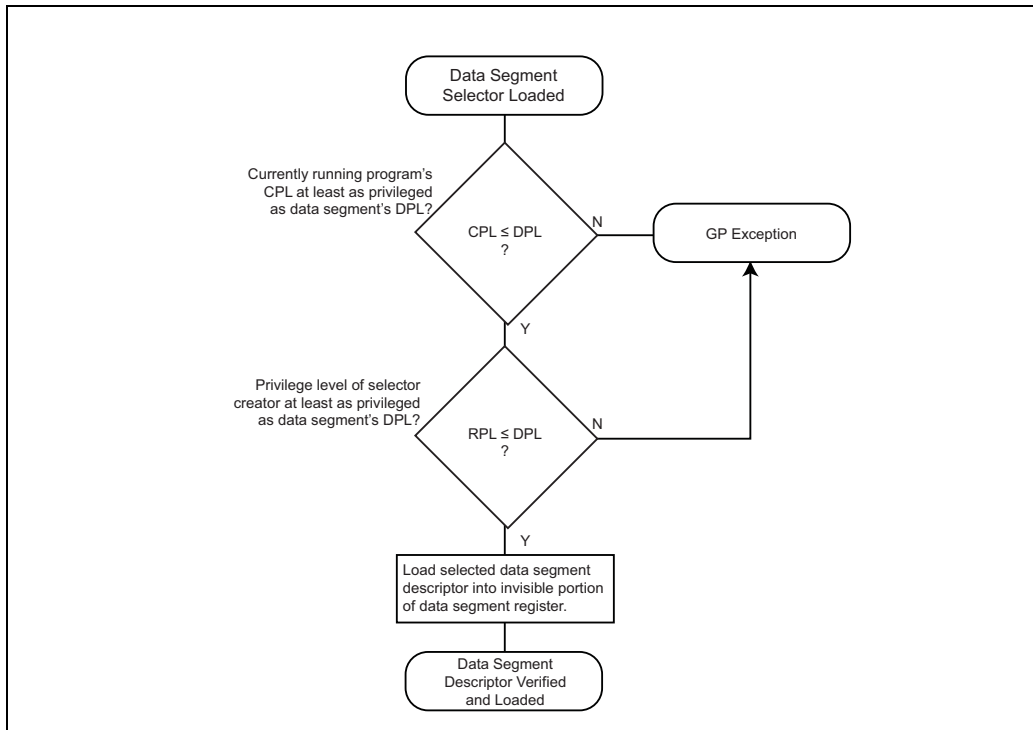 Data Segment
Selector Loaded
Currently running program's
CPL at least as privileged
as data segment's DPL?
CPL ≤ DPL
?
N
GP Exception
Y
Privilege level of selector
creator at least as privileged
as data segment's DPL?
RPL ≤ DPL
?
N
Y
Load selected data segment
descriptor into invisible portion
of data segment register.
Data Segment
Descriptor Verified
and Loaded